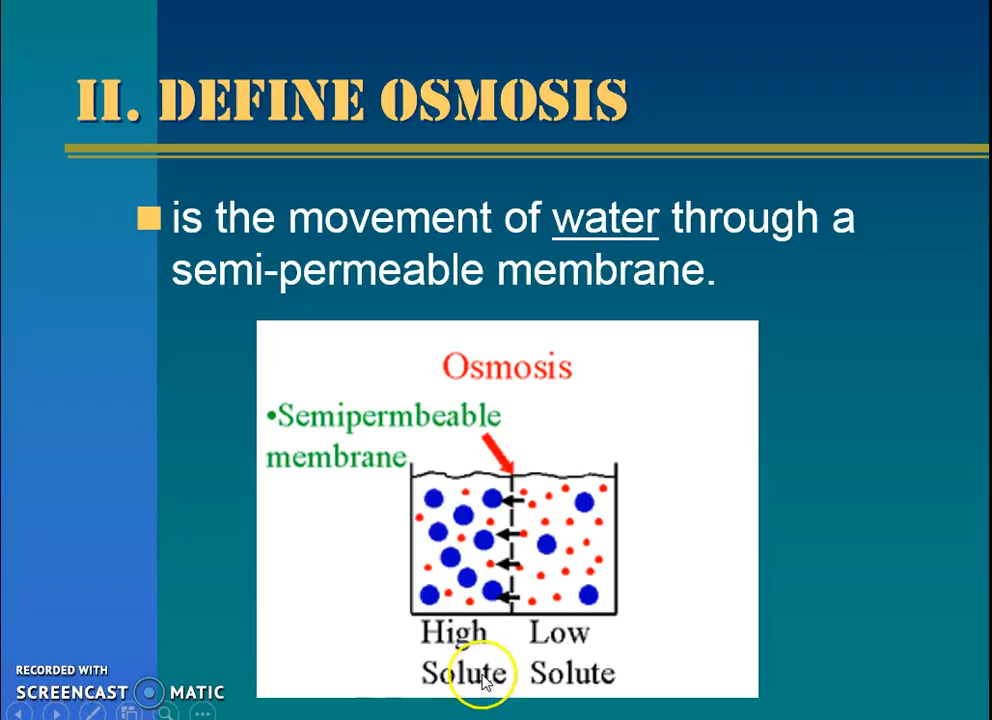 II. DEFINE OSMOSIS
is the movement of water through a
semi-permeable membrane.
Osmosis
•Semipermbeable
membrane
High Low
Solute Solute
RECORDED WITH
SCREENCAST MATIC